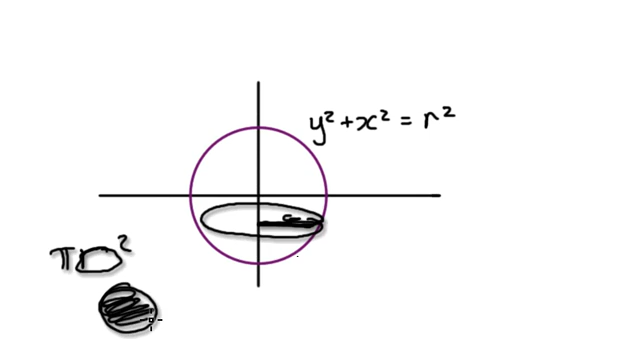 y² + x² = r²
πr²